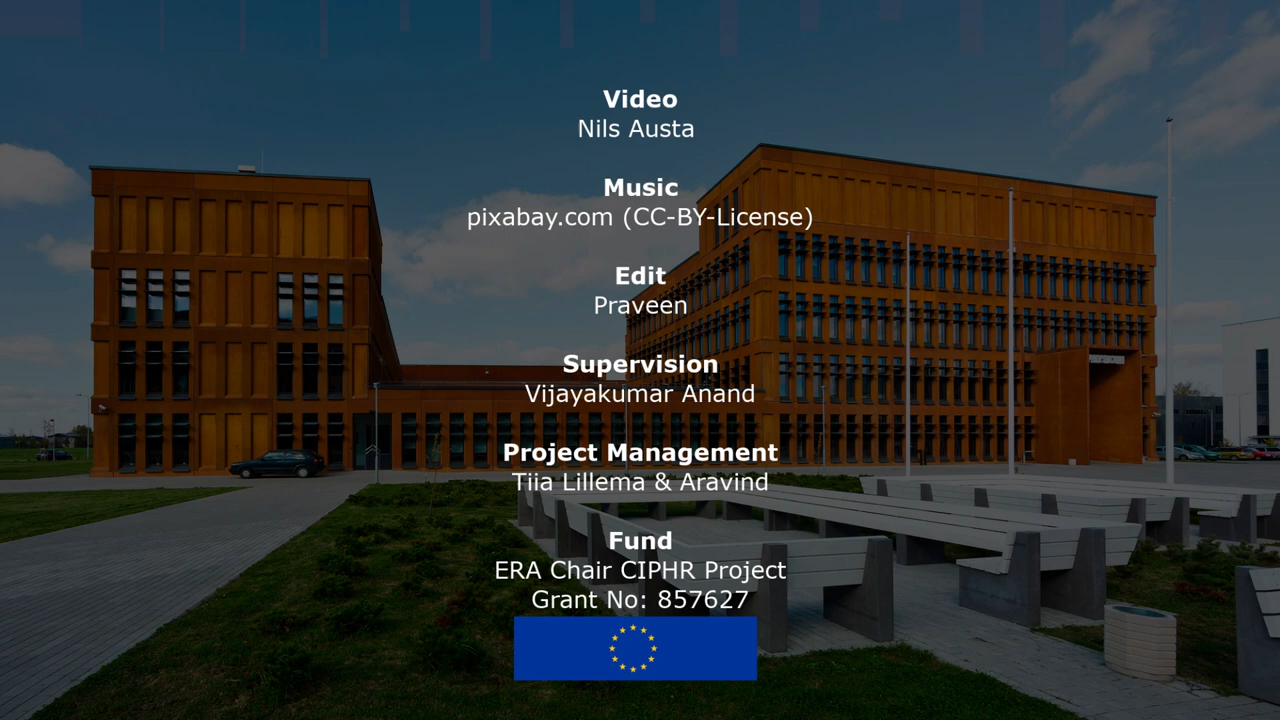 Video
Nils Austa
Music
pixabay.com (CC-BY-License)
Edit
Praveen
Supervision
Vijayakumar Anand
Project Management
Tiia Lillema & Aravind
Fund
ERA Chair CIPHR Project
Grant No: 857627